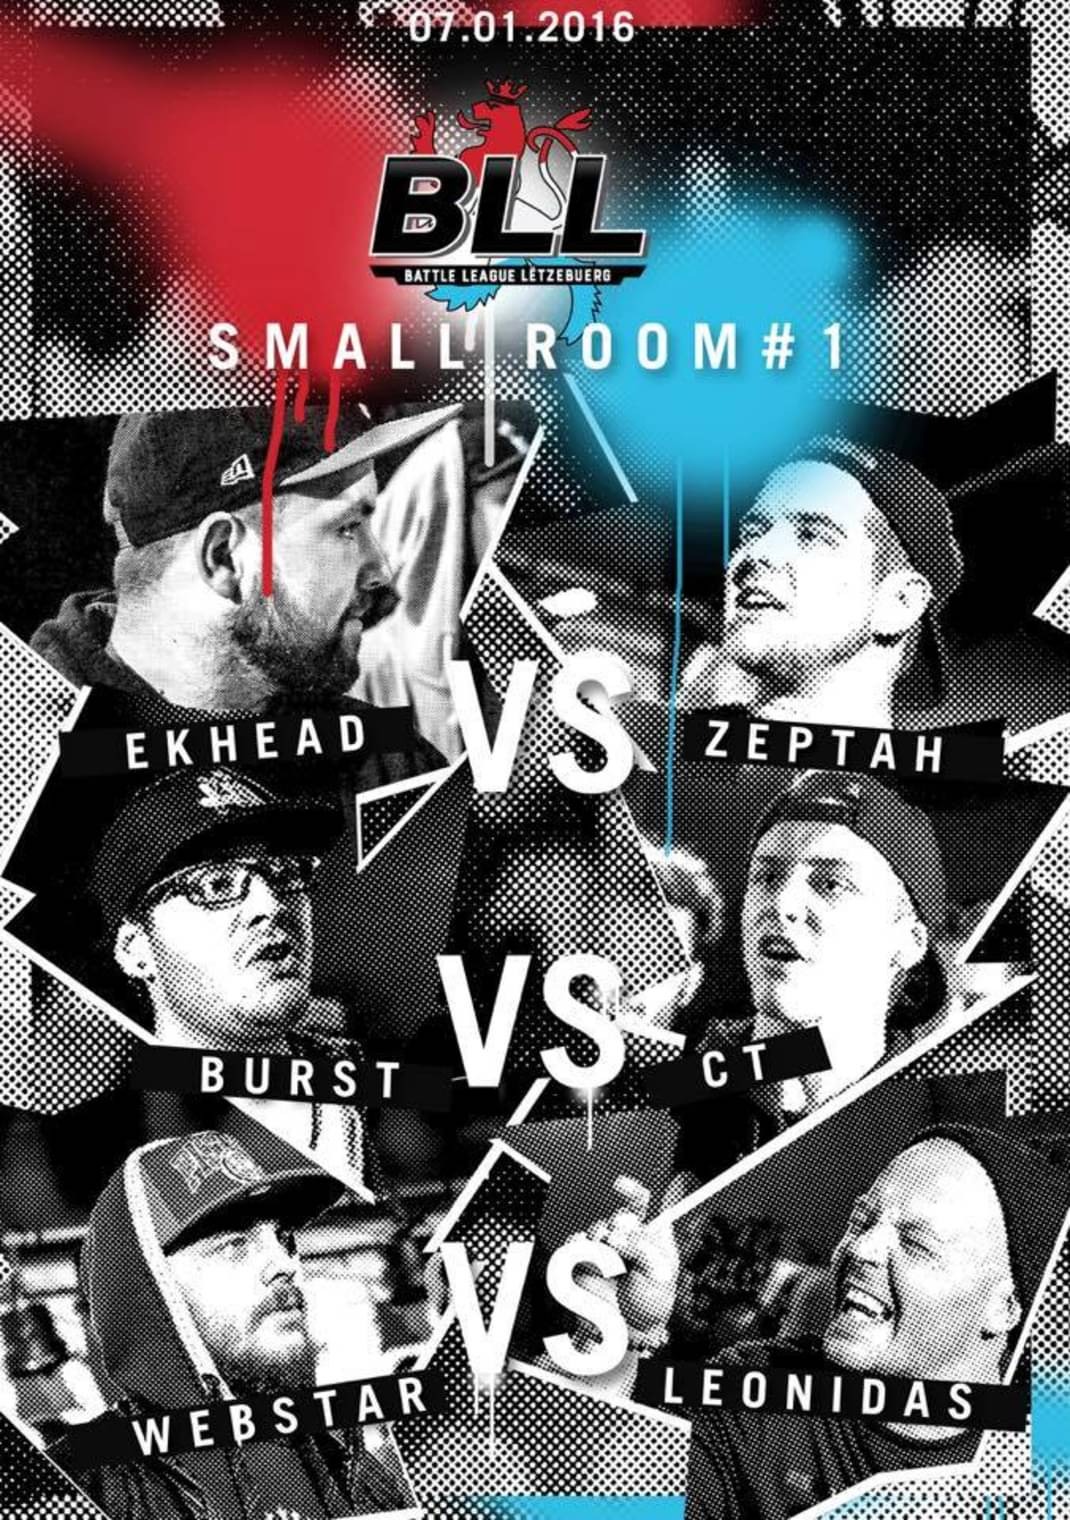 07.01.2016
BLL
BATTLE LEAGUE LËTZEBUERG
SMALL ROOM#1
EKHEAD
VS
ZEPTAH
BURST
VS
CT
WEBSTAR
VS
LEONIDAS